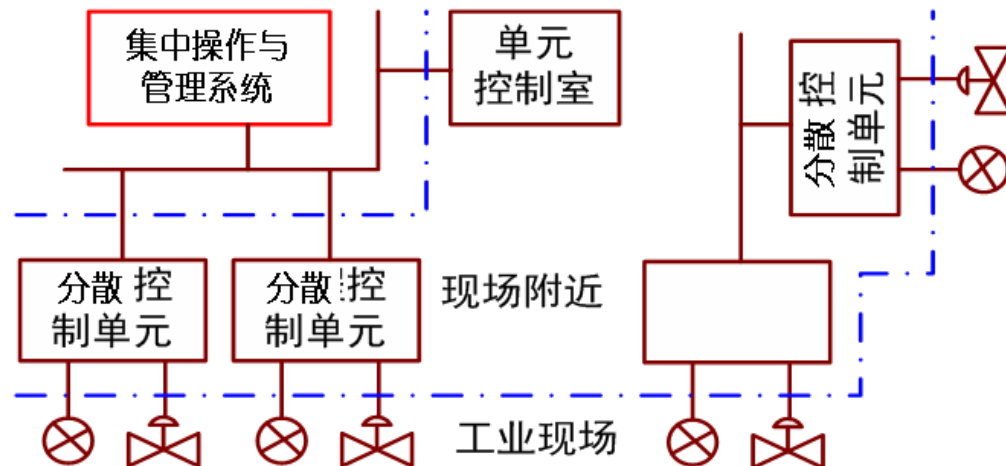 集中操作与
管理系统
单元
控制室
分散控
制单元
分散控
制单元
分散控
制单元
现场附近
工业现场